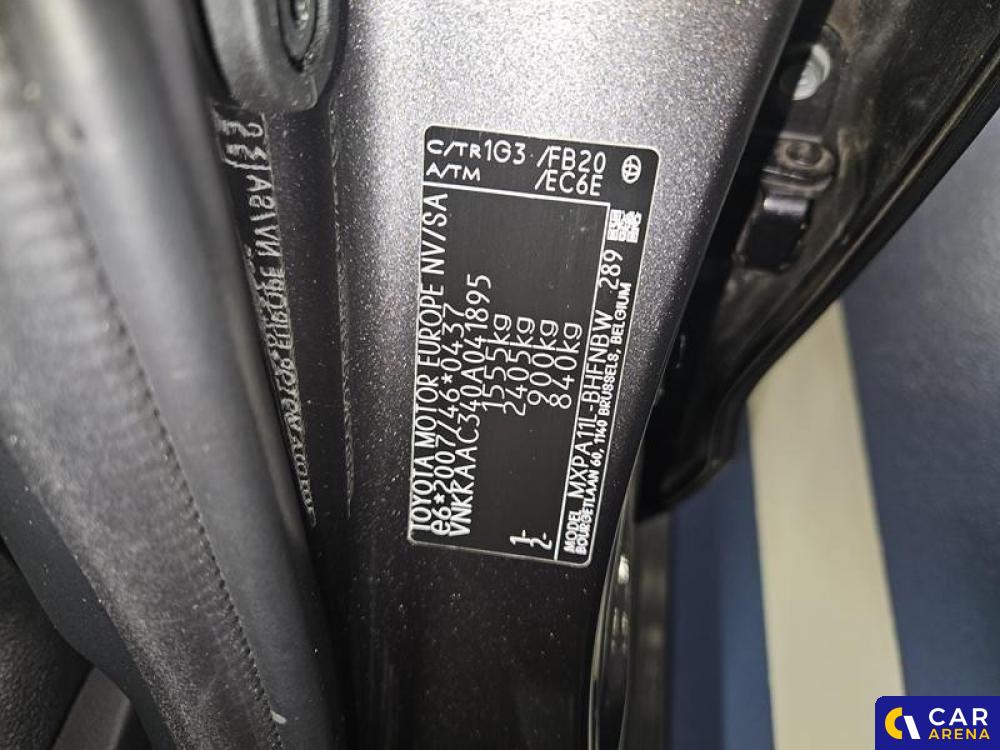 TOYOTA MOTOR EUROPE NV/SA
e6*2007/46*0437
VNKKAAC340A041895
1555kg
2405kg
1- 900kg
2- 840kg
MODEL MXPA11L-BHFNBW 289
BOURGETLAAN 60, 1140 BRUSSELS, BELGIUM
C/TR 1G3 /FB20
A/TM /EC6E
CAR
ARENA